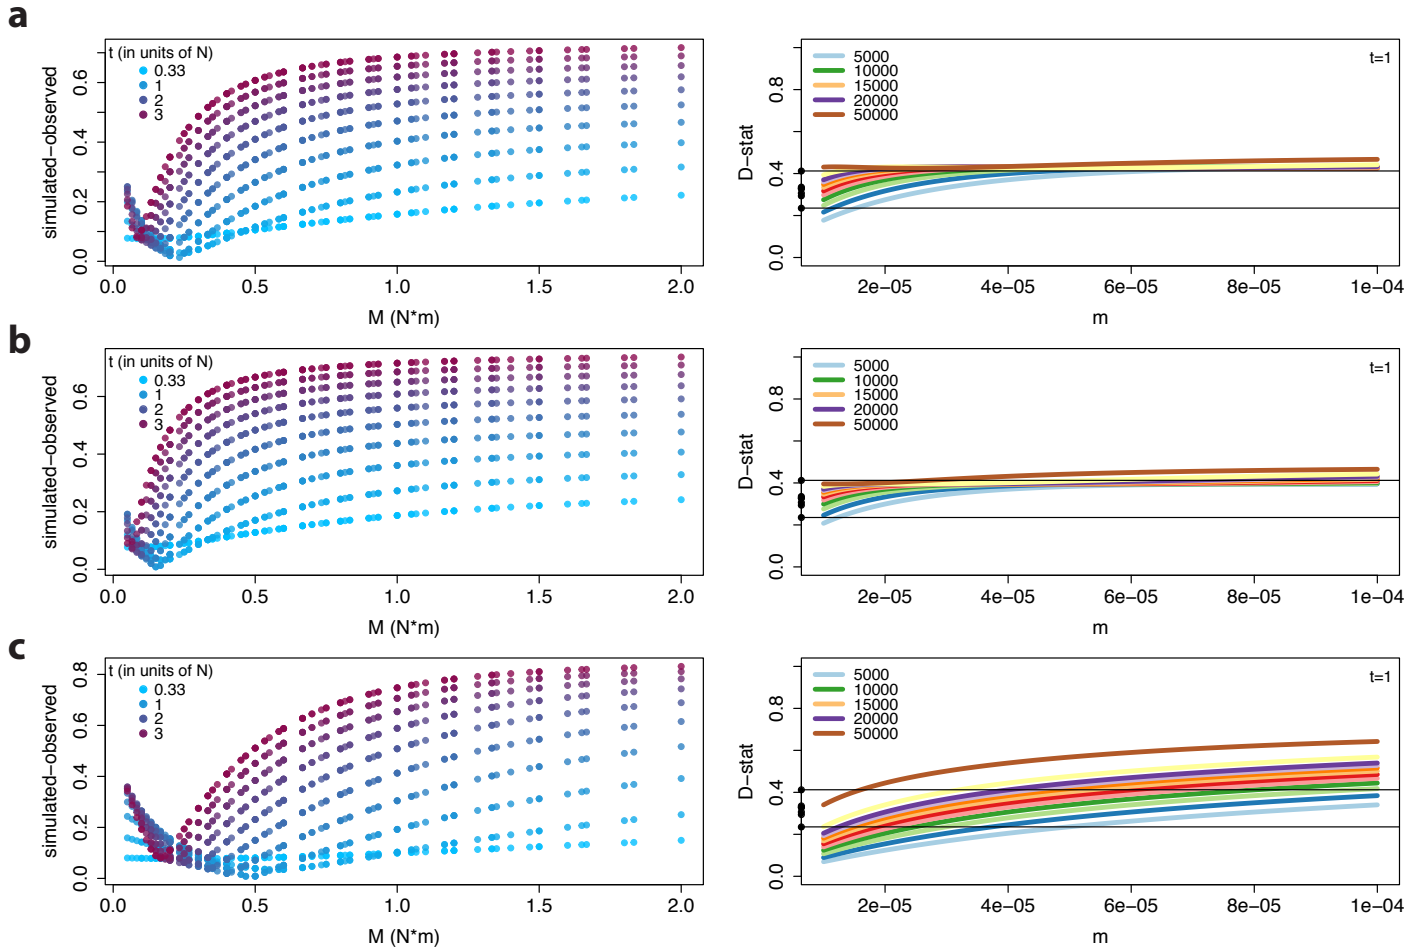 a
t (in units of N)
0.33
1
2
3
simulated−observed
0.0 0.2 0.4 0.6
0.0 0.5 1.0 1.5 2.0
M (N*m)
5000
10000
15000
20000
50000
t=1
D−stat
0.0 0.4 0.8
2e−05 4e−05 6e−05 8e−05 1e−04
m
b
t (in units of N)
0.33
1
2
3
simulated−observed
0.0 0.2 0.4 0.6
0.0 0.5 1.0 1.5 2.0
M (N*m)
5000
10000
15000
20000
50000
t=1
D−stat
0.0 0.4 0.8
2e−05 4e−05 6e−05 8e−05 1e−04
m
c
t (in units of N)
0.33
1
2
3
simulated−observed
0.0 0.2 0.4 0.6 0.8
0.0 0.5 1.0 1.5 2.0
M (N*m)
5000
10000
15000
20000
50000
t=1
D−stat
0.0 0.4 0.8
2e−05 4e−05 6e−05 8e−05 1e−04
m